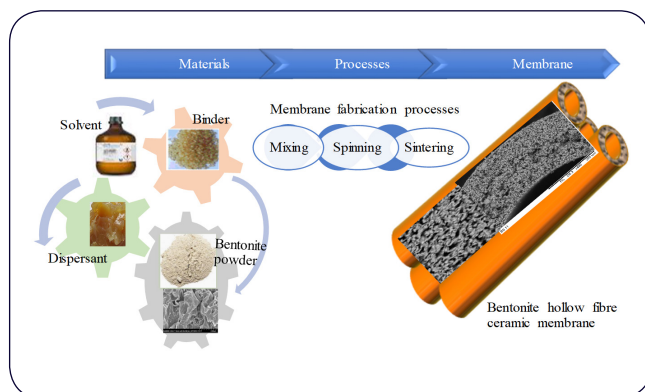 Materials
Processes
Membrane
Solvent
Binder
Dispersant
Bentonite
powder
Membrane fabrication processes
Mixing
Spinning
Sintering
Bentonite hollow fibre
ceramic membrane